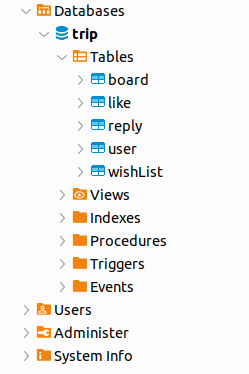 Databases
trip
Tables
board
like
reply
user
wishList
Views
Indexes
Procedures
Triggers
Events
Users
Administer
System Info